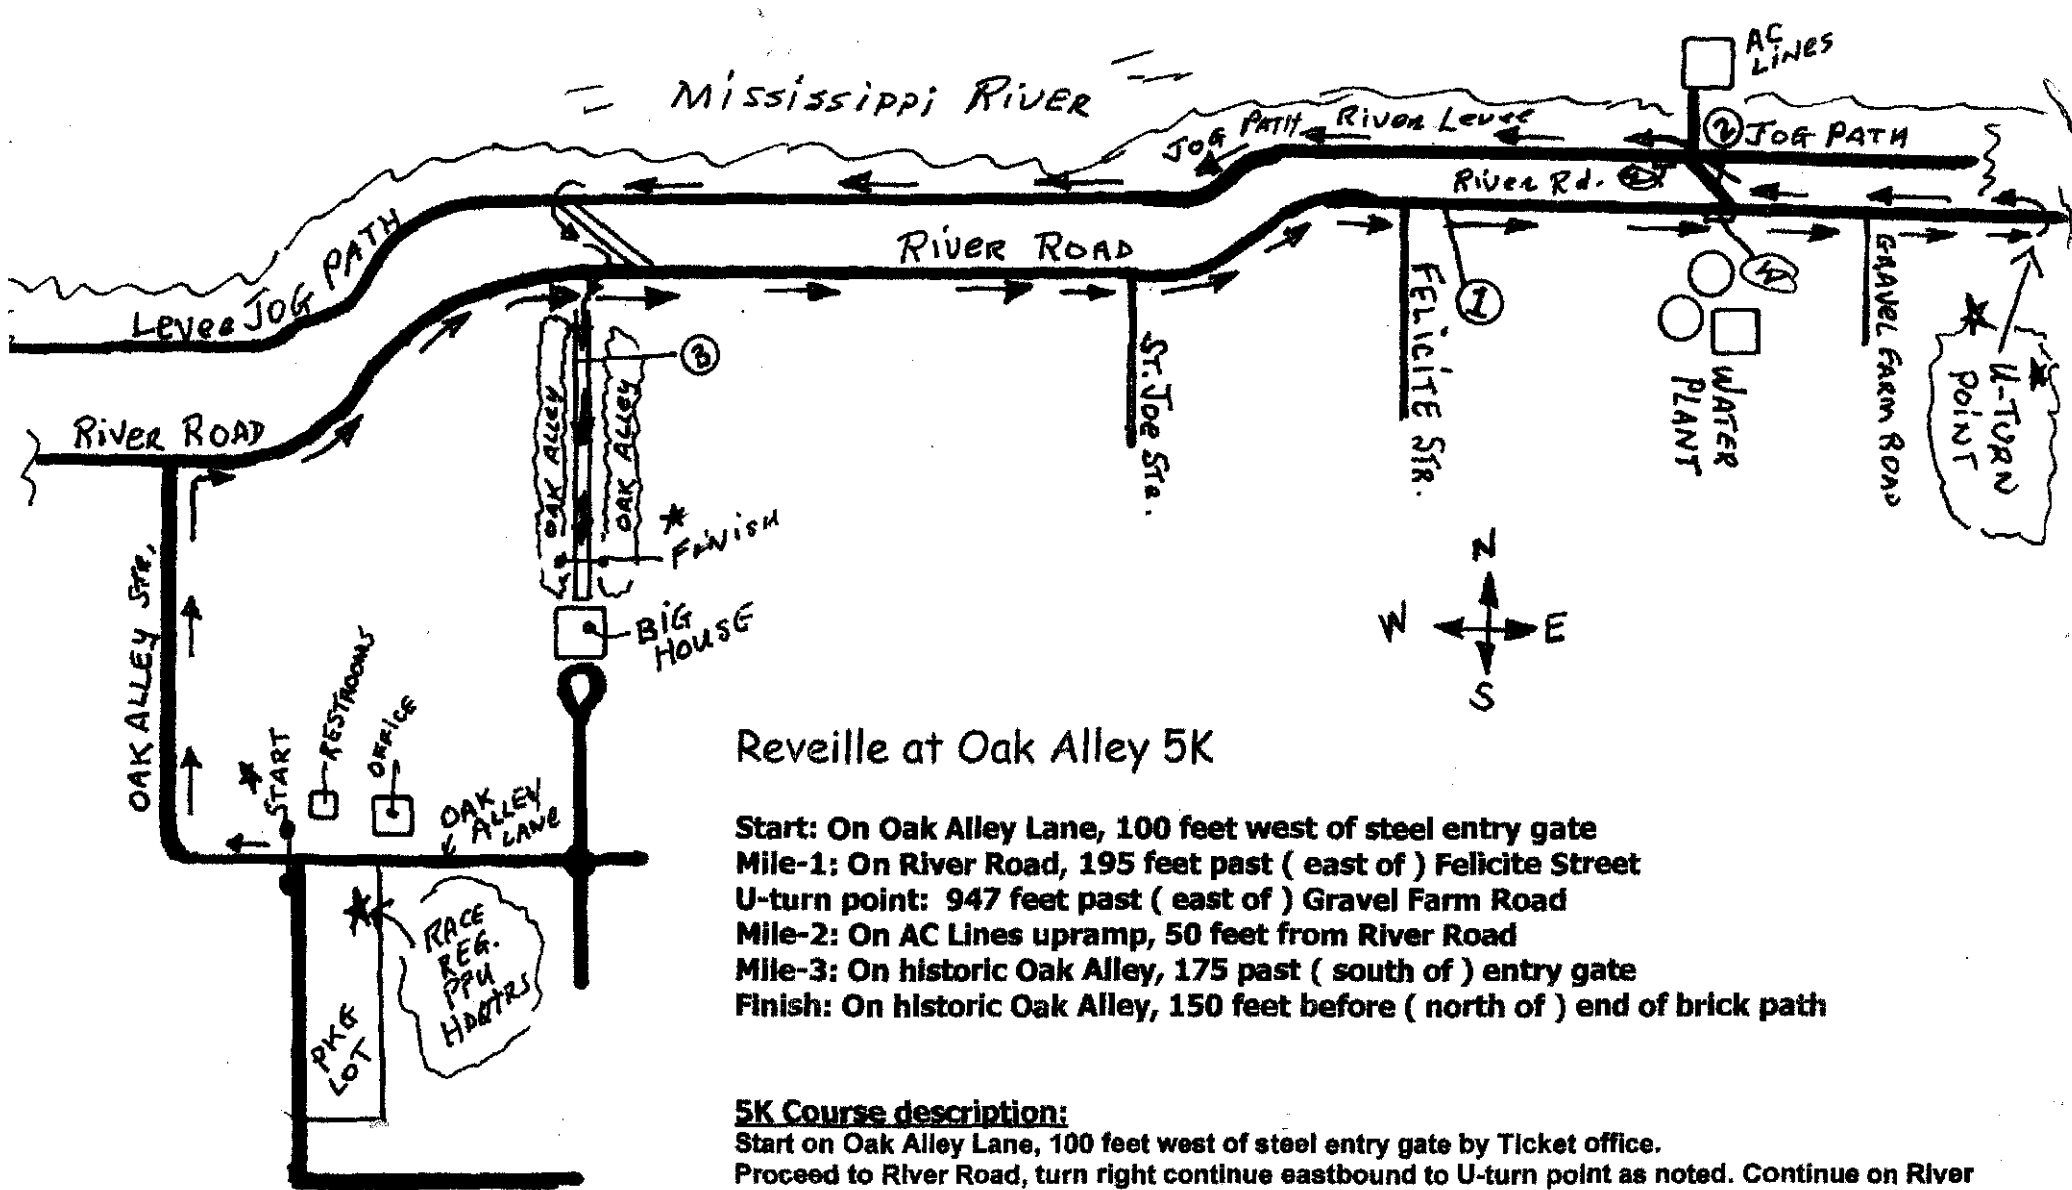 AC
LINES
Mississippi RIVER
JOG PATH River Levee
2
JOG PATH
River Rd.
Levee JOG PATH
RIVER ROAD
RIVER ROAD
1
3
OAK ALLEY
OAK ALLEY
FINISH
BIG
HOUSE
ST. JOE STR.
FELICITE STR.
WATER
PLANT
GRAVEL FARM ROAD
U-TURN
POINT
N
W E
S
OAK ALLEY STR.
START
RESTROOMS
OFFICE
OAK
ALLEY
LANE
RACE
REG.
PPU
HDQTRS
PKG
LOT
Reveille at Oak Alley 5K
Start: On Oak Alley Lane, 100 feet west of steel entry gate
Mile-1: On River Road, 195 feet past ( east of ) Felicite Street
U-turn point: 947 feet past ( east of ) Gravel Farm Road
Mile-2: On AC Lines upramp, 50 feet from River Road
Mile-3: On historic Oak Alley, 175 past ( south of ) entry gate
Finish: On historic Oak Alley, 150 feet before ( north of ) end of brick path
5K Course description:
Start on Oak Alley Lane, 100 feet west of steel entry gate by Ticket office.
Proceed to River Road, turn right continue eastbound to U-turn point as noted. Continue on River